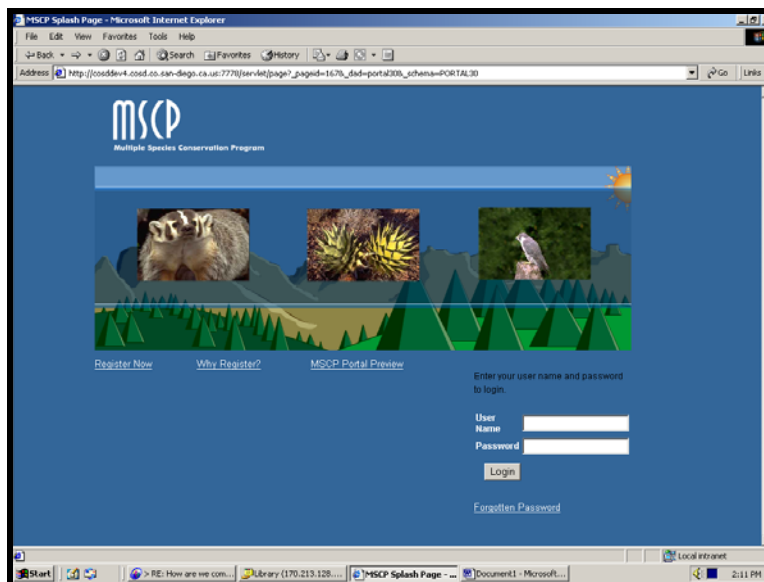 MSCP Splash Page - Microsoft Internet Explorer
File Edit View Favorites Tools Help
Back Search Favorites History
Address http://cosddev4.cosd.co.san-diego.ca.us:7778/servlet/page?_pageid=167&_dad=portal30&_schema=PORTAL30 Go Links
MSCP
Multiple Species Conservation Program
Register Now Why Register? MSCP Portal Preview
Enter your user name and password
to login.
User
Name
Password
Login
Forgotten Password
Local intranet
Start > RE: How are we com... Library (170.213.128.... MSCP Splash Page - ... Document1 - Microsoft... 2:11 PM